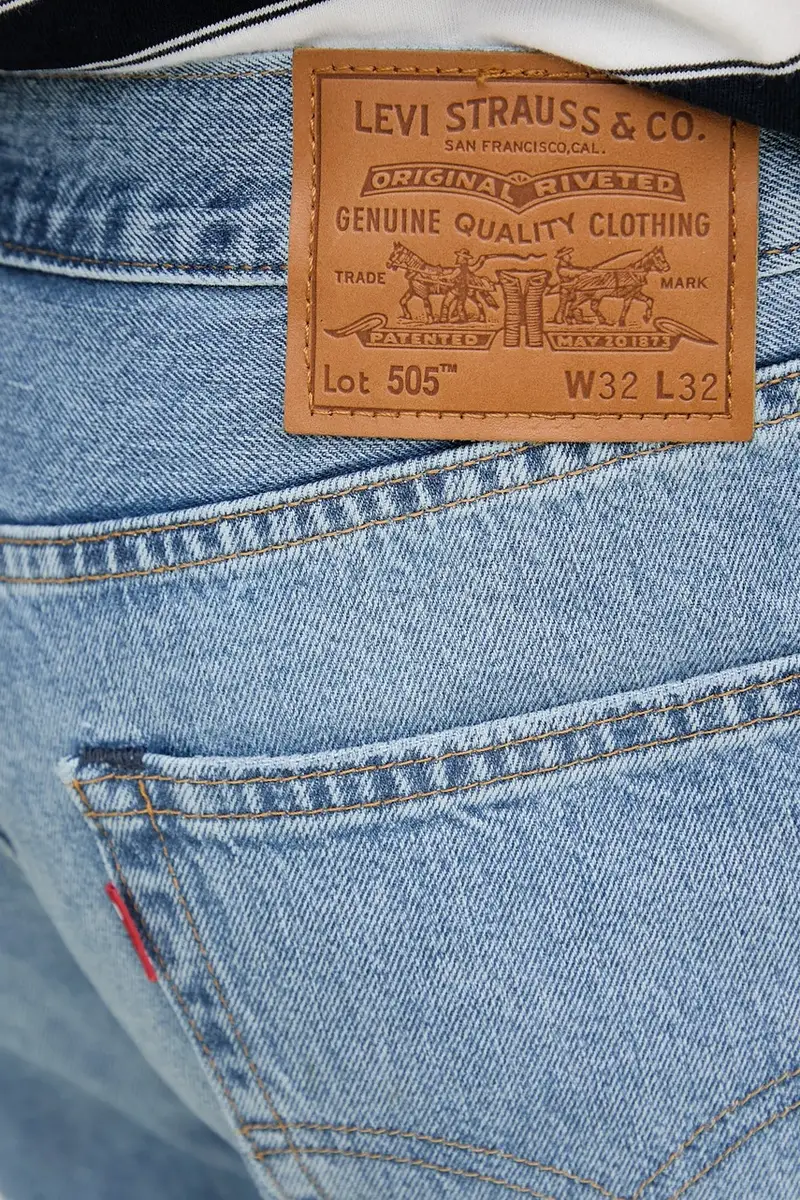 LEVI STRAUSS & CO.
SAN FRANCISCO, CAL.
ORIGINAL RIVETED
GENUINE QUALITY CLOTHING
TRADE MARK
PATENTED MAY 20 1873
Lot 505™ W32 L32